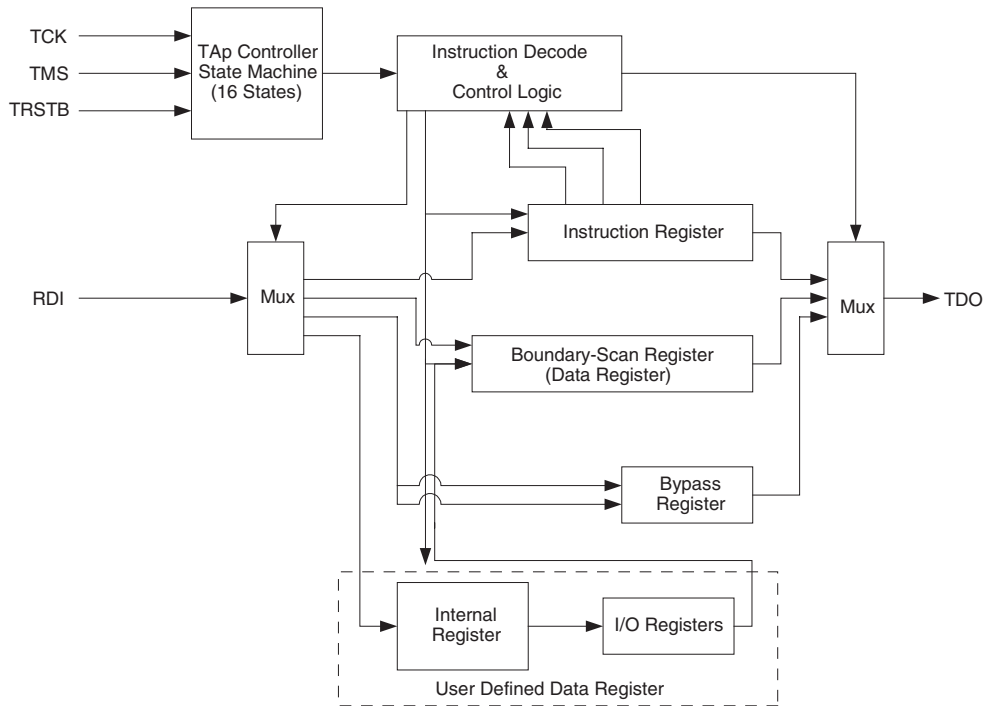 TCK
TMS
TRSTB
TAp Controller
State Machine
(16 States)
Instruction Decode
&
Control Logic
Instruction Register
RDI
Mux
Mux
TDO
Boundary-Scan Register
(Data Register)
Bypass
Register
Internal
Register
I/O Registers
User Defined Data Register